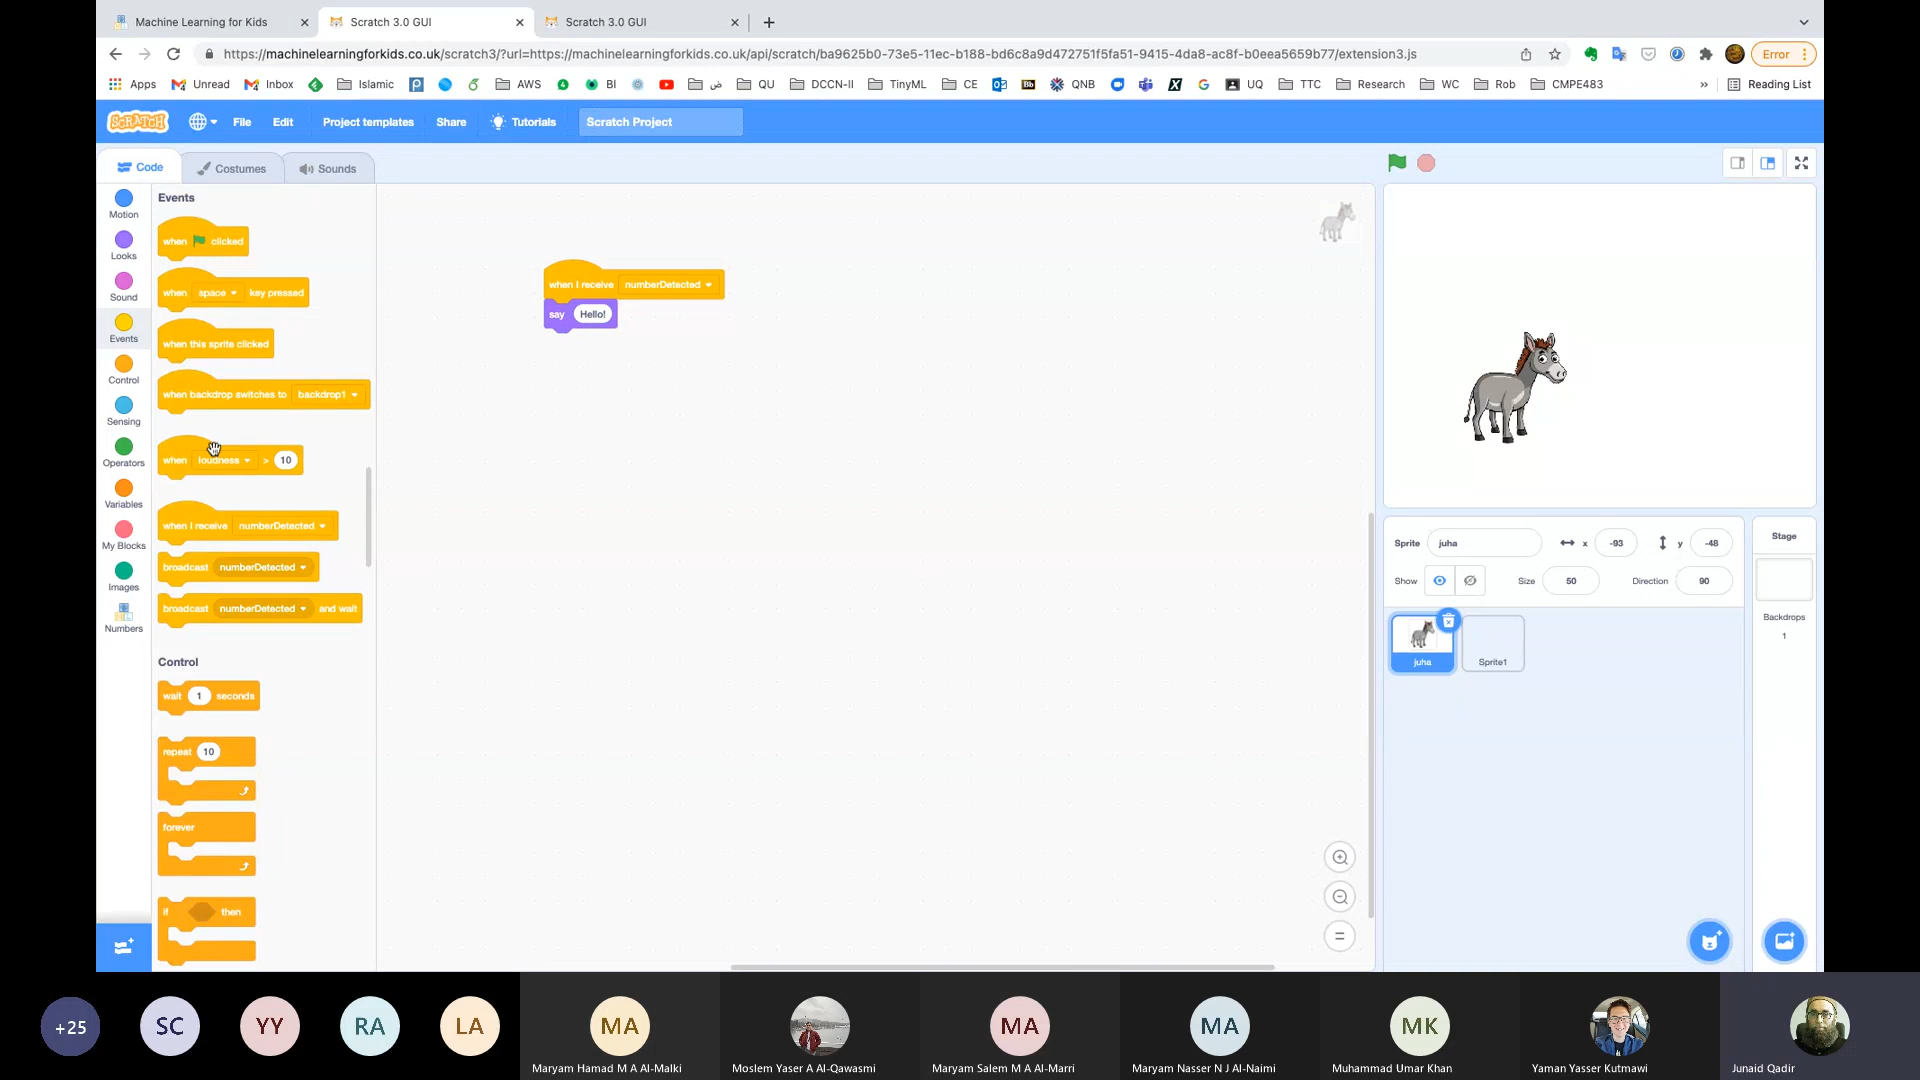 Machine Learning for Kids
Scratch 3.0 GUI
Scratch 3.0 GUI
https://machinelearningforkids.co.uk/scratch3/?url=https://machinelearningforkids.co.uk/api/scratch/ba9625b0-73e5-11ec-b188-bd6c8a9d472751f5fa51-9415-4da8-ac8f-b0eea5659b77/extension3.js
Error
Apps Unread Inbox Islamic AWS BI ض QU DCCN-II TinyML CE QNB UQ TTC Research WC Rob CMPE483 » Reading List
SCRATCH File Edit Project templates Share Tutorials Scratch Project
Code Costumes Sounds
Motion
Looks
Sound
Events
Control
Sensing
Operators
Variables
My Blocks
Images
Numbers
Events
when clicked
when space key pressed
when this sprite clicked
when backdrop switches to backdrop1
when loudness > 10
when I receive numberDetected
broadcast numberDetected
broadcast numberDetected and wait
Control
wait 1 seconds
repeat 10
forever
if then
when I receive numberDetected
say Hello!
Sprite juha x -93 y -48
Show Size 50 Direction 90
juha
Sprite1
Stage
Backdrops
1
+25 SC YY RA LA MA MA MA MK
Maryam Hamad M A Al-Malki
Moslem Yaser A Al-Qawasmi
Maryam Salem M A Al-Marri
Maryam Nasser N J Al-Naimi
Muhammad Umar Khan
Yaman Yasser Kutmawi
Junaid Qadir